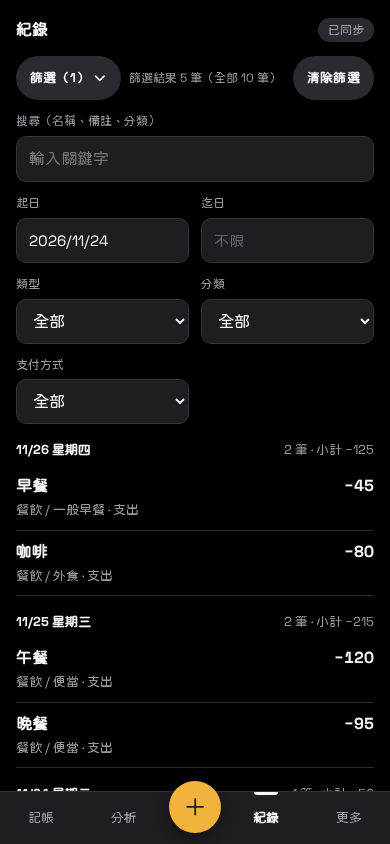 紀錄
已同步
篩選（1）
篩選結果 5 筆（全部 10 筆）
清除篩選
搜尋（名稱、備註、分類）
輸入關鍵字
起日
迄日
2026/11/24
不限
類型
分類
全部
全部
支付方式
全部
11/26 星期四
2 筆 · 小計 -125
早餐
-45
餐飲 / 一般早餐 · 支出
咖啡
-80
餐飲 / 外食 · 支出
11/25 星期三
2 筆 · 小計 -215
午餐
-120
餐飲 / 便當 · 支出
晚餐
-95
餐飲 / 便當 · 支出
記帳
分析
紀錄
更多